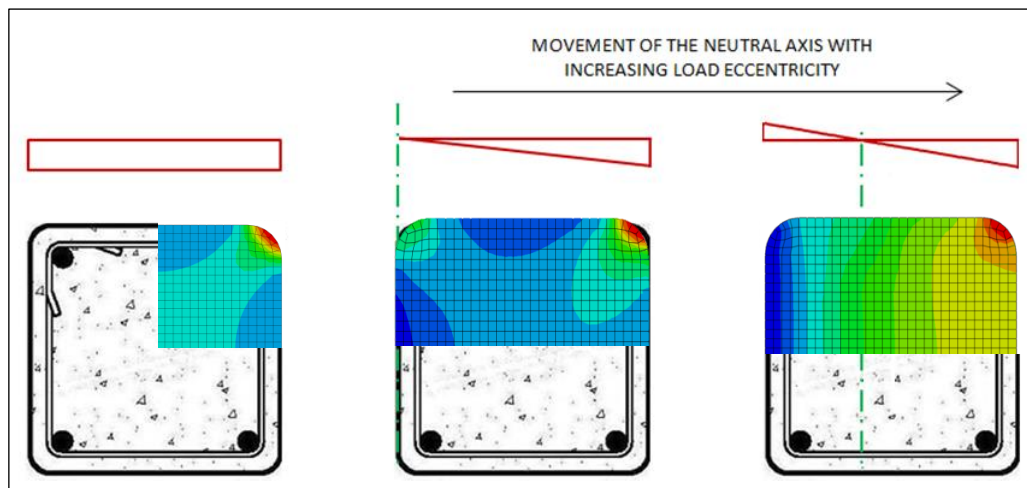 MOVEMENT OF THE NEUTRAL AXIS WITH
INCREASING LOAD ECCENTRICITY